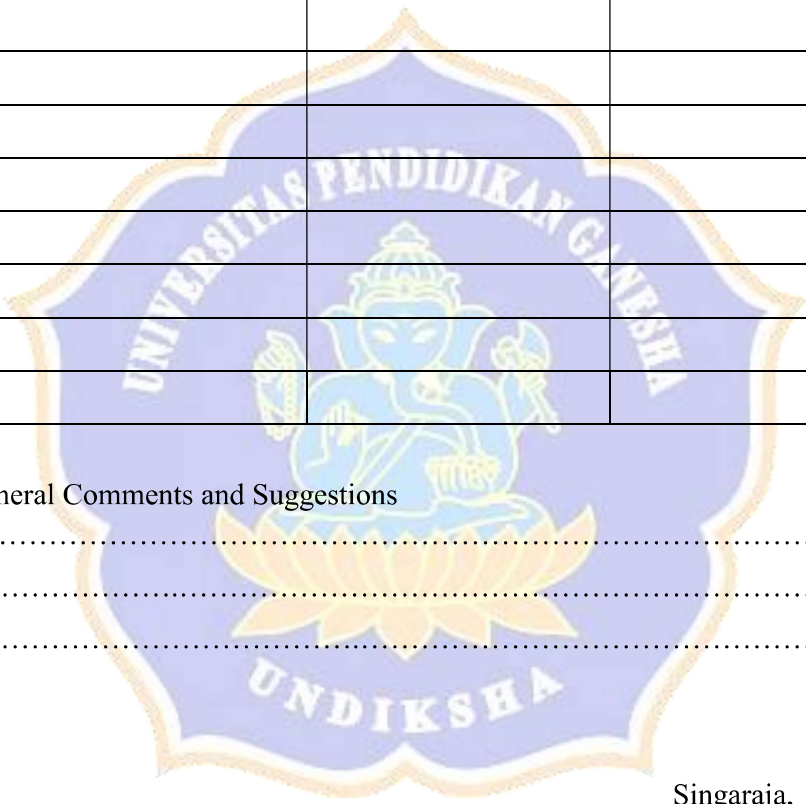 UNIVERSITAS PENDIDIKAN GANESHA
neral Comments and Suggestions
UNDIKSHA
Singaraja,